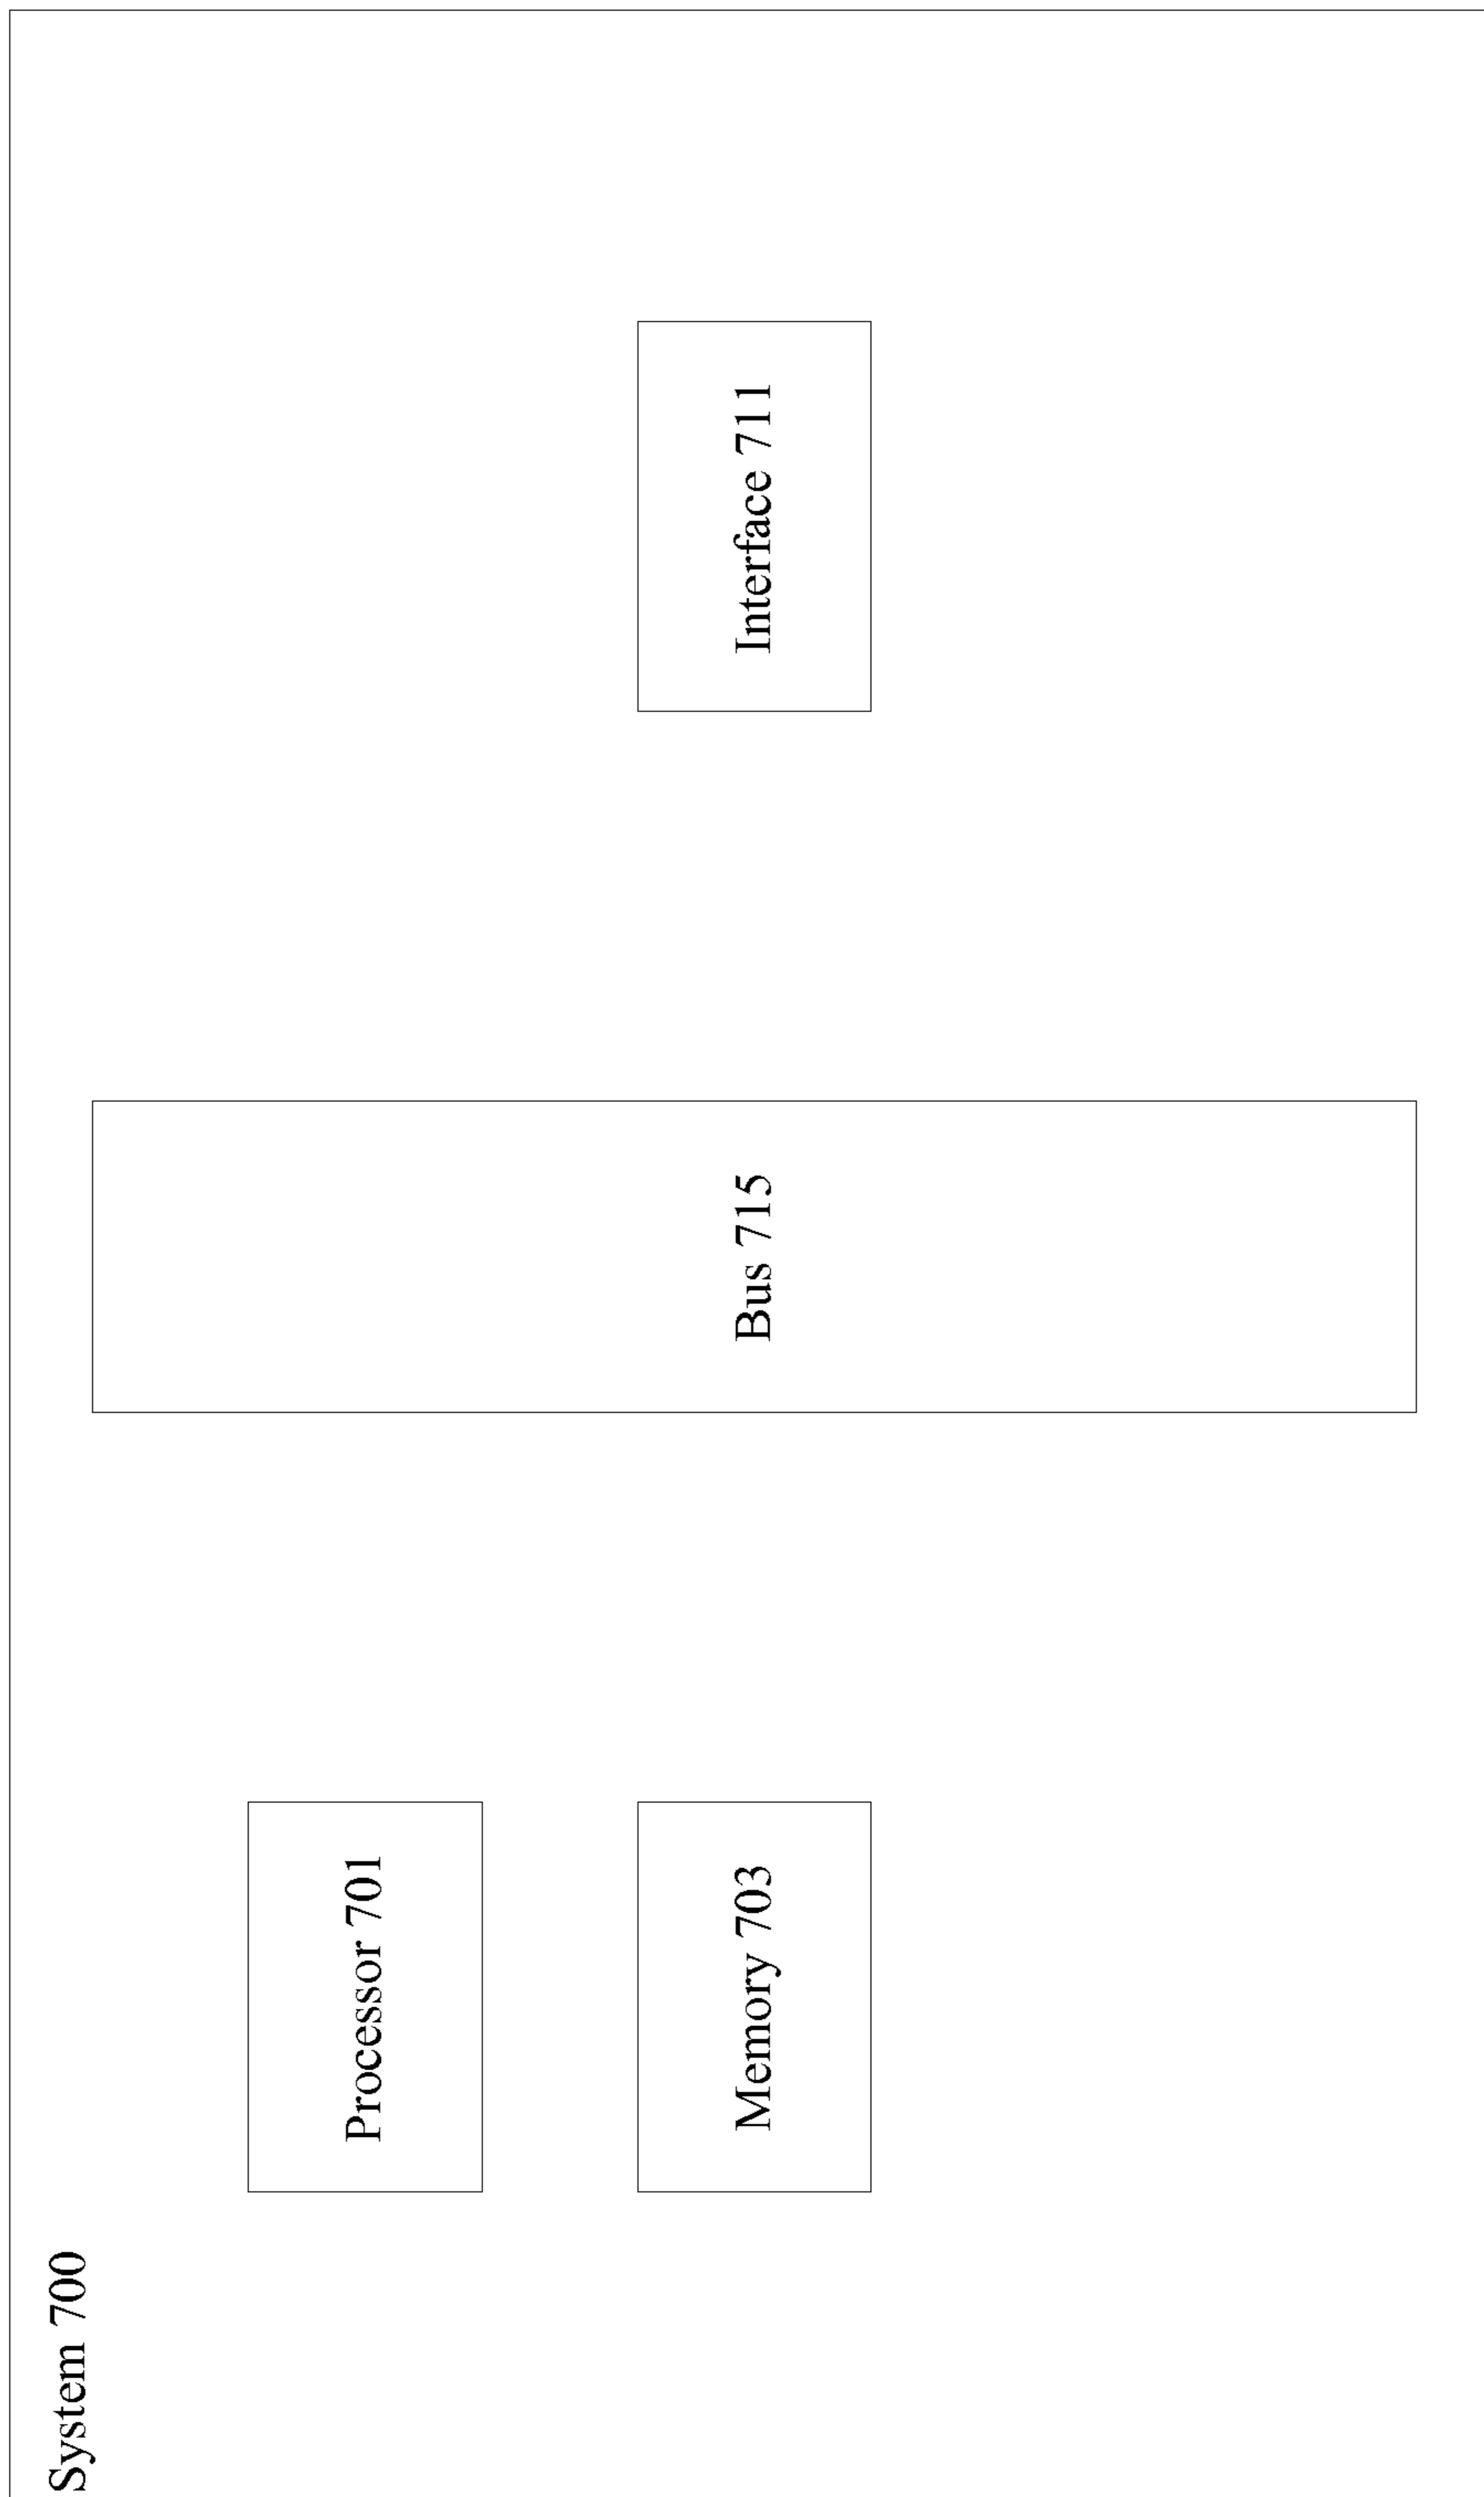 System 700
Processor 701
Memory 703
Bus 715
Interface 711